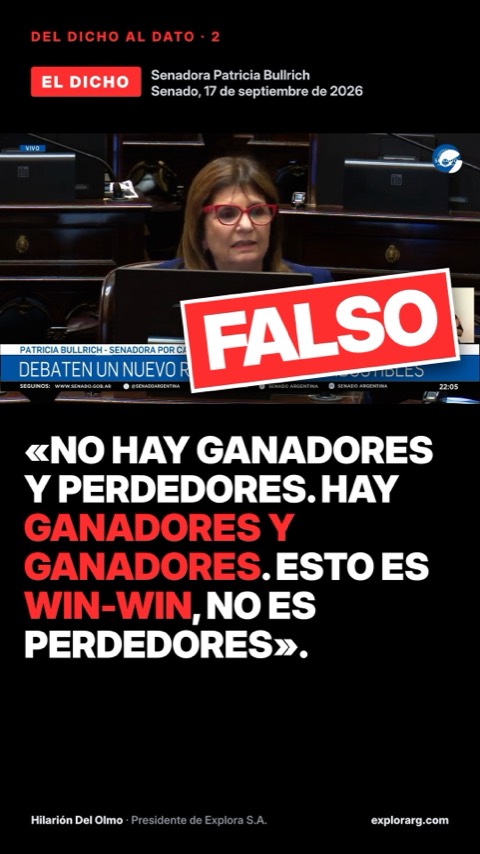 DEL DICHO AL DATO · 2
EL DICHO
Senadora Patricia Bullrich
Senado, 17 de septiembre de 2026
VIVO
FALSO
PATRICIA BULLRICH - SENADORA POR
DEBATEN UN NUEVO
SEGUINOS: WWW.SENADO.GOB.AR @SENADOARGENTINA SENADO ARGENTINA SENADO ARGENTINA 22:05
«NO HAY GANADORES
Y PERDEDORES. HAY
GANADORES Y
GANADORES. ESTO ES
WIN-WIN, NO ES
PERDEDORES».
Hilarión Del Olmo · Presidente de Explora S.A.
explorarg.com